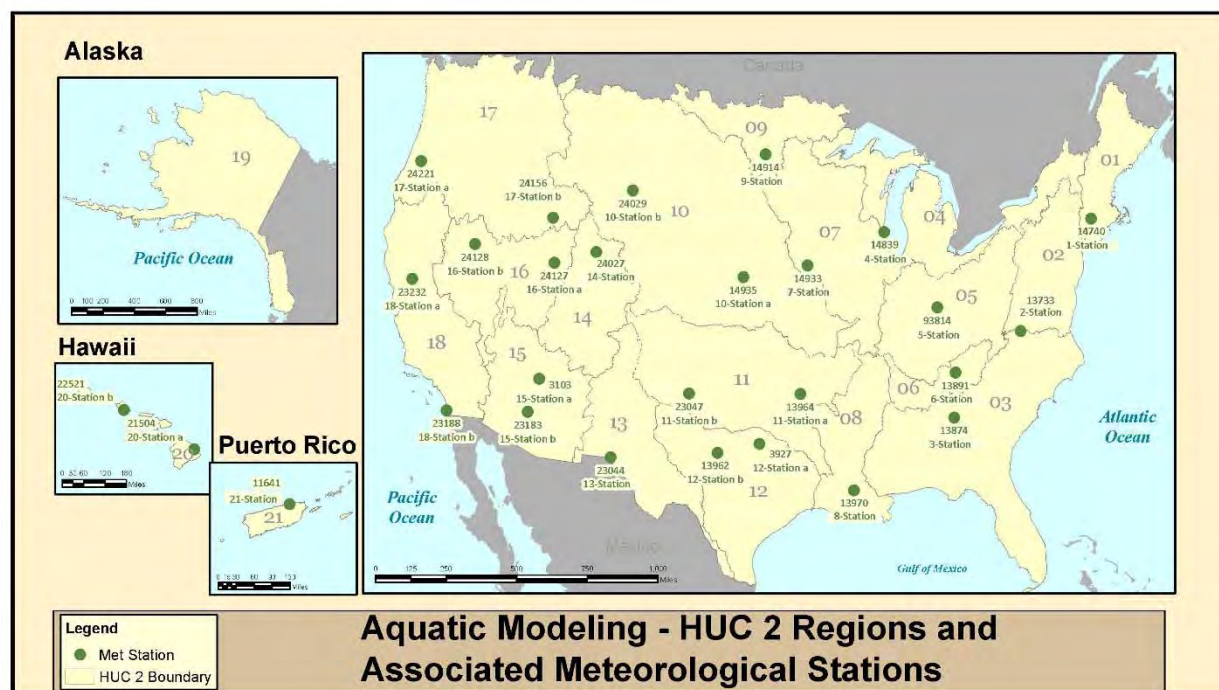 Alaska
19
Pacific Ocean
0 100 200 400 600 800
Miles
Hawaii
22521
20-Station b
21504
20-Station a
20
Miles
Puerto Rico
11641
21-Station
21
Miles
Canada
17
24221
17-Station a
24156
17-Station b
24128
16-Station b
16
24127
16-Station a
24027
14-Station
14
24029
10-Station b
10
14935
10-Station a
09
14914
9-Station
07
14933
7-Station
14839
4-Station
04
01
14740
1-Station
02
13733
2-Station
05
93814
5-Station
23232
18-Station a
18
23188
18-Station b
15
3103
15-Station a
23183
15-Station b
13
23044
13-Station
11
23047
11-Station b
13964
11-Station a
08
06
13891
6-Station
03
13874
3-Station
13962
12-Station b
3927
12-Station a
12
13970
8-Station
Atlantic
Ocean
Pacific
Ocean
Mexico
Gulf of Mexico
0 125 250 500 750 1,000
Miles
Legend
Met Station
HUC 2 Boundary
Aquatic Modeling - HUC 2 Regions and
Associated Meteorological Stations